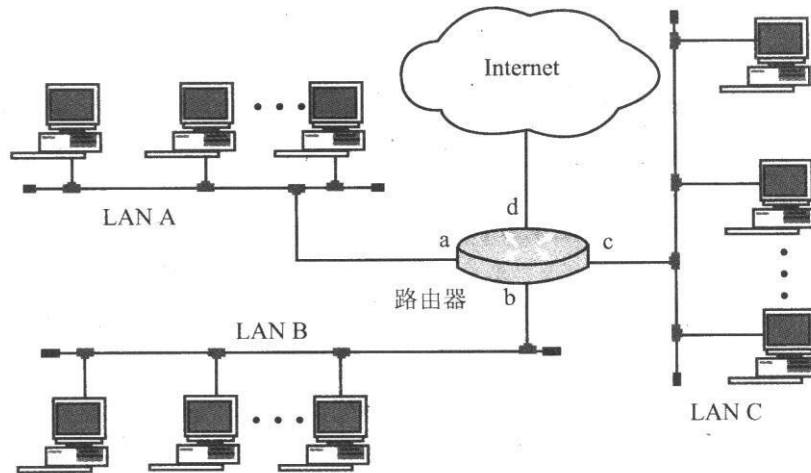 Internet
LAN A
d
a
c
路由器
b
LAN B
LAN C